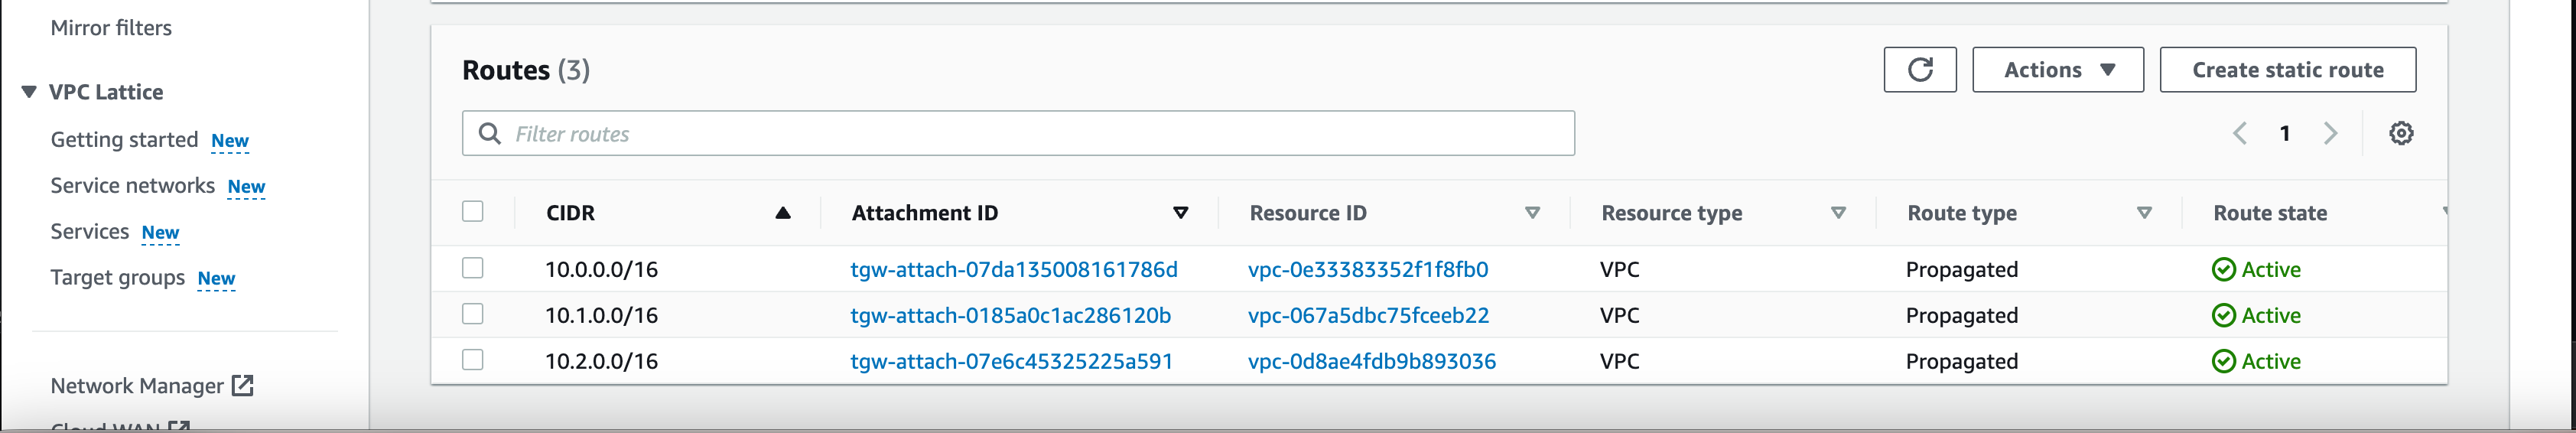 Mirror filters
VPC Lattice
Getting started New
Service networks New
Services New
Target groups New
Network Manager
Cloud WAN
Routes (3)
Actions
Create static route
Filter routes
1
CIDR Attachment ID Resource ID Resource type Route type Route state
10.0.0.0/16 tgw-attach-07da135008161786d vpc-0e33383352f1f8fb0 VPC Propagated Active
10.1.0.0/16 tgw-attach-0185a0c1ac286120b vpc-067a5dbc75fceeb22 VPC Propagated Active
10.2.0.0/16 tgw-attach-07e6c45325225a591 vpc-0d8ae4fdb9b893036 VPC Propagated Active